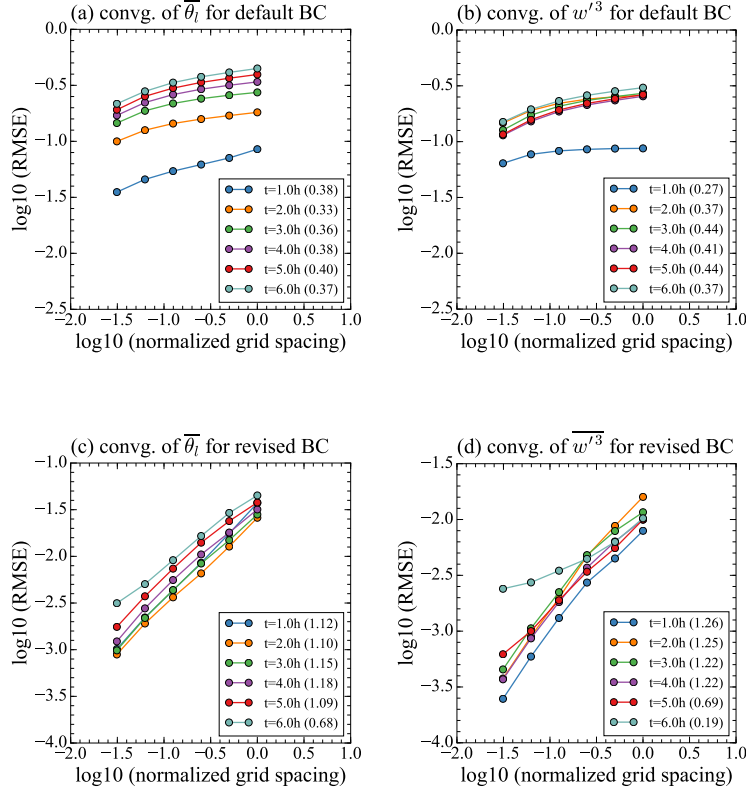 (a) convg. of θ̅_l for default BC
0.0
−0.5
−1.0
−1.5
−2.0
−2.5
log10 (RMSE)
t=1.0h (0.38)
t=2.0h (0.33)
t=3.0h (0.36)
t=4.0h (0.38)
t=5.0h (0.40)
t=6.0h (0.37)
−2.0 −1.5 −1.0 −0.5 0.0 0.5 1.0
log10 (normalized grid spacing)
(b) convg. of w′³ for default BC
0.0
−0.5
−1.0
−1.5
−2.0
−2.5
log10 (RMSE)
t=1.0h (0.27)
t=2.0h (0.37)
t=3.0h (0.44)
t=4.0h (0.41)
t=5.0h (0.44)
t=6.0h (0.37)
−2.0 −1.5 −1.0 −0.5 0.0 0.5 1.0
log10 (normalized grid spacing)
(c) convg. of θ̅_l for revised BC
−1.0
−1.5
−2.0
−2.5
−3.0
−3.5
−4.0
log10 (RMSE)
t=1.0h (1.12)
t=2.0h (1.10)
t=3.0h (1.15)
t=4.0h (1.18)
t=5.0h (1.09)
t=6.0h (0.68)
−2.0 −1.5 −1.0 −0.5 0.0 0.5 1.0
log10 (normalized grid spacing)
(d) convg. of w̅′̅³̅ for revised BC
−1.5
−2.0
−2.5
−3.0
−3.5
−4.0
log10 (RMSE)
t=1.0h (1.26)
t=2.0h (1.25)
t=3.0h (1.22)
t=4.0h (1.22)
t=5.0h (0.69)
t=6.0h (0.19)
−2.0 −1.5 −1.0 −0.5 0.0 0.5 1.0
log10 (normalized grid spacing)